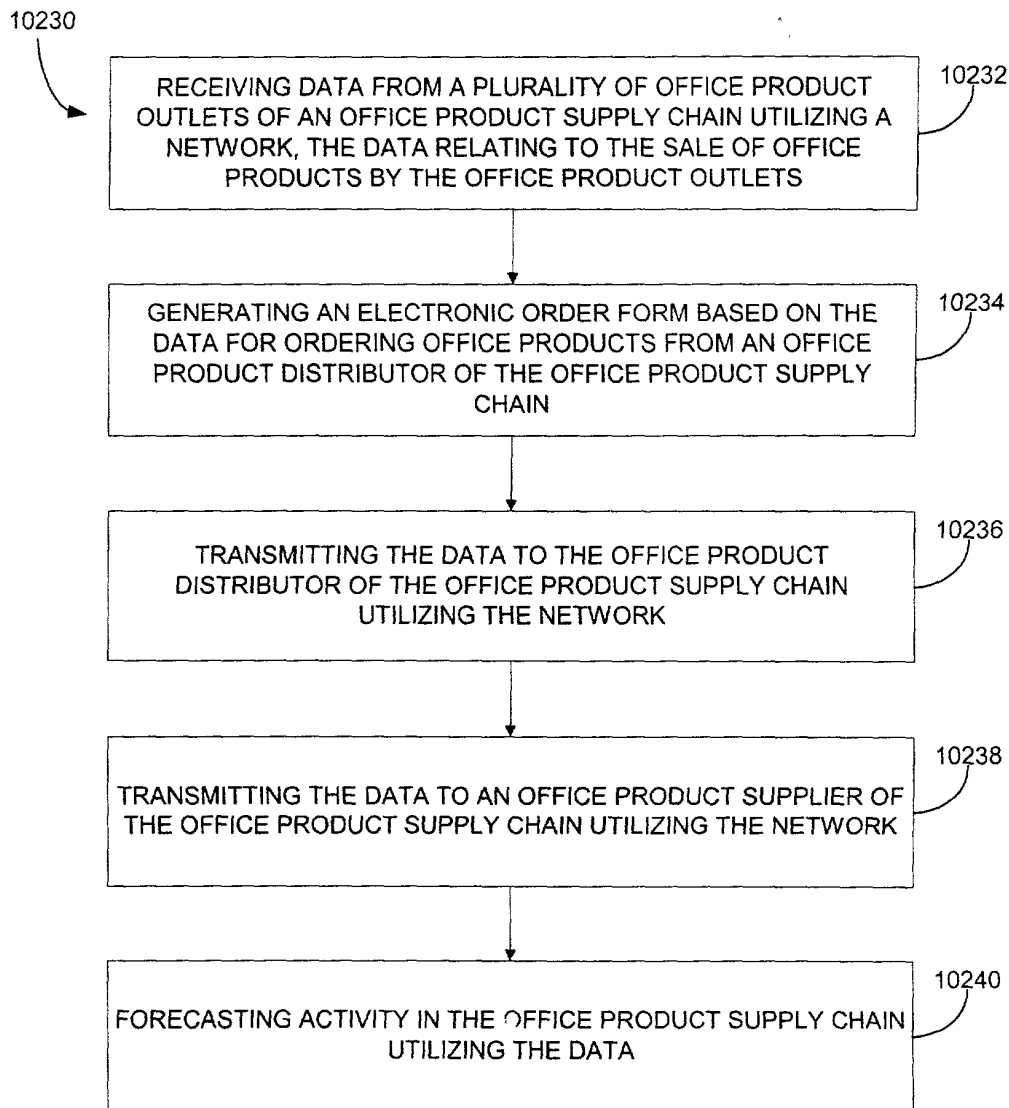 10230
RECEIVING DATA FROM A PLURALITY OF OFFICE PRODUCT
OUTLETS OF AN OFFICE PRODUCT SUPPLY CHAIN UTILIZING A
NETWORK, THE DATA RELATING TO THE SALE OF OFFICE
PRODUCTS BY THE OFFICE PRODUCT OUTLETS
10232
GENERATING AN ELECTRONIC ORDER FORM BASED ON THE
DATA FOR ORDERING OFFICE PRODUCTS FROM AN OFFICE
PRODUCT DISTRIBUTOR OF THE OFFICE PRODUCT SUPPLY
CHAIN
10234
TRANSMITTING THE DATA TO THE OFFICE PRODUCT
DISTRIBUTOR OF THE OFFICE PRODUCT SUPPLY CHAIN
UTILIZING THE NETWORK
10236
TRANSMITTING THE DATA TO AN OFFICE PRODUCT SUPPLIER OF
THE OFFICE PRODUCT SUPPLY CHAIN UTILIZING THE NETWORK
10238
FORECASTING ACTIVITY IN THE OFFICE PRODUCT SUPPLY CHAIN
UTILIZING THE DATA
10240